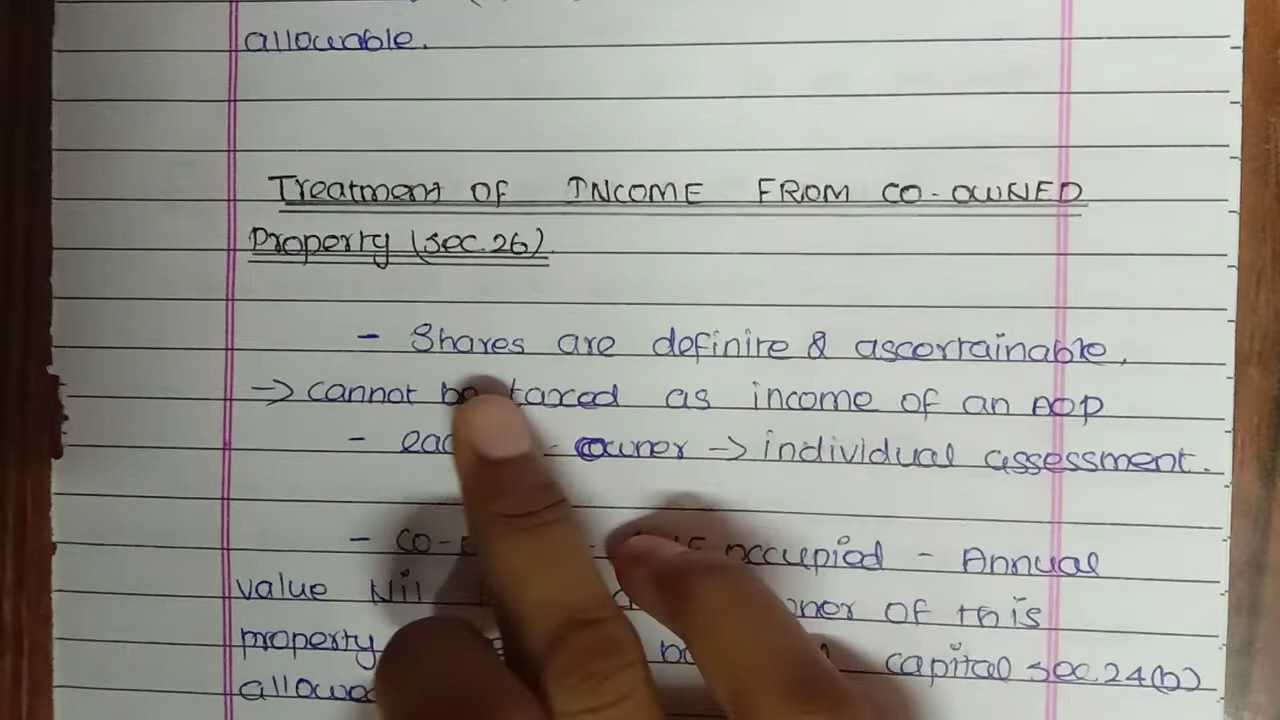 allowable.
Treatment OF INCOME FROM CO-OWNED
Property (sec.26)
- Shares are definite & ascertainable,
→ cannot be taxed as income of an AOP
- owner → individual assessment.
- co- occupied - Annual
value Nil of this
property capital sec.24(b)